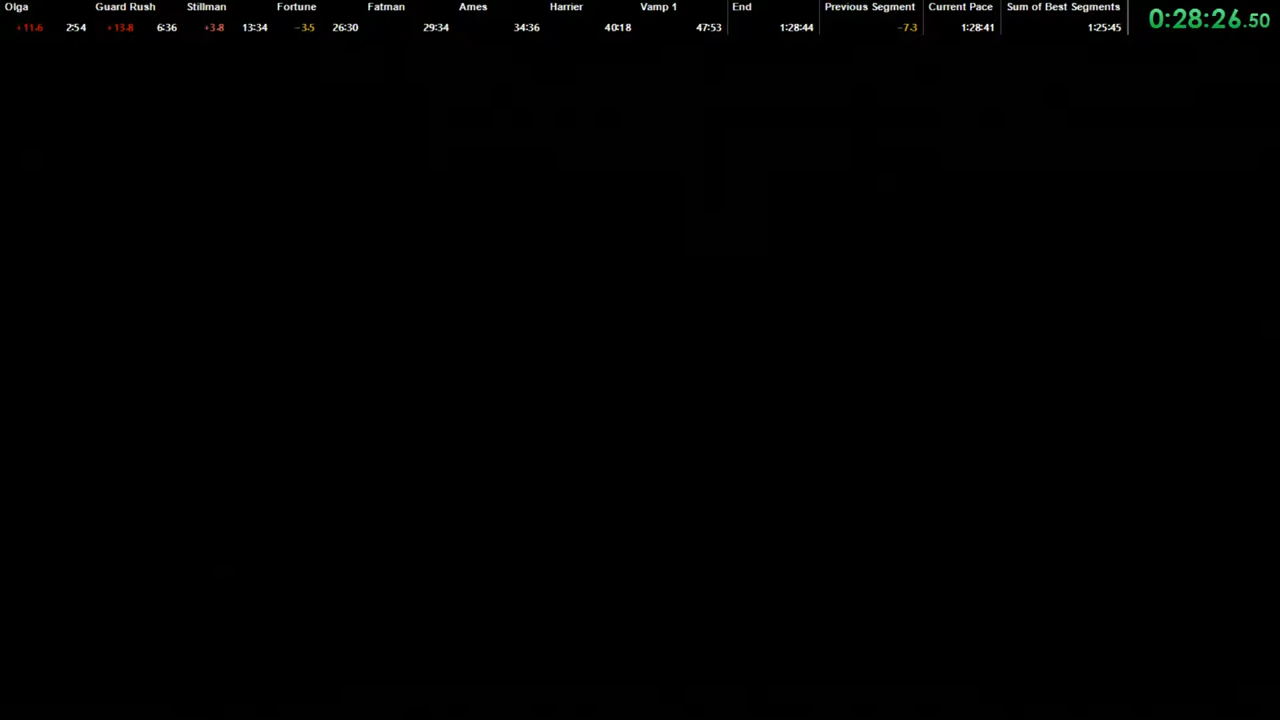 Olga Guard Rush Stillman Fortune Fatman Ames Harrier Vamp 1 End Previous Segment Current Pace Sum of Best Segments 0:28:26.50
+11.6 2:54 +13.8 6:36 +3.8 13:34 −3.5 26:30 29:34 34:36 40:18 47:53 1:28:44 −7.3 1:28:41 1:25:45